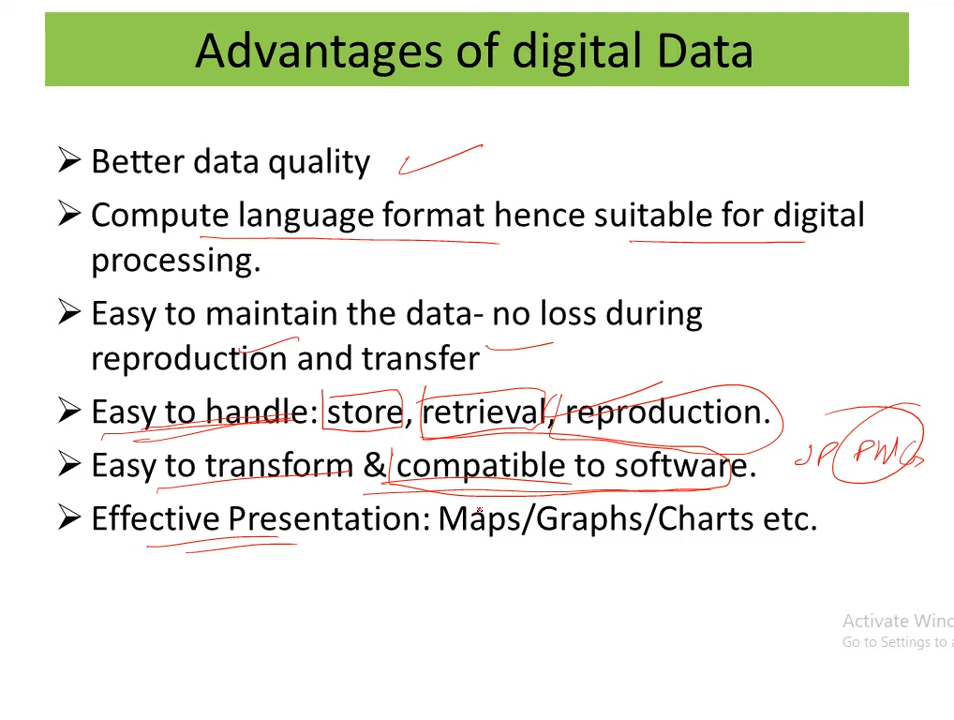 Advantages of digital Data
➢ Better data quality
➢ Compute language format hence suitable for digital
processing.
➢ Easy to maintain the data- no loss during
reproduction and transfer
➢ Easy to handle: store, retrieval, reproduction.
➢ Easy to transform & compatible to software.
➢ Effective Presentation: Maps/Graphs/Charts etc.
Activate Wind
Go to Settings to a